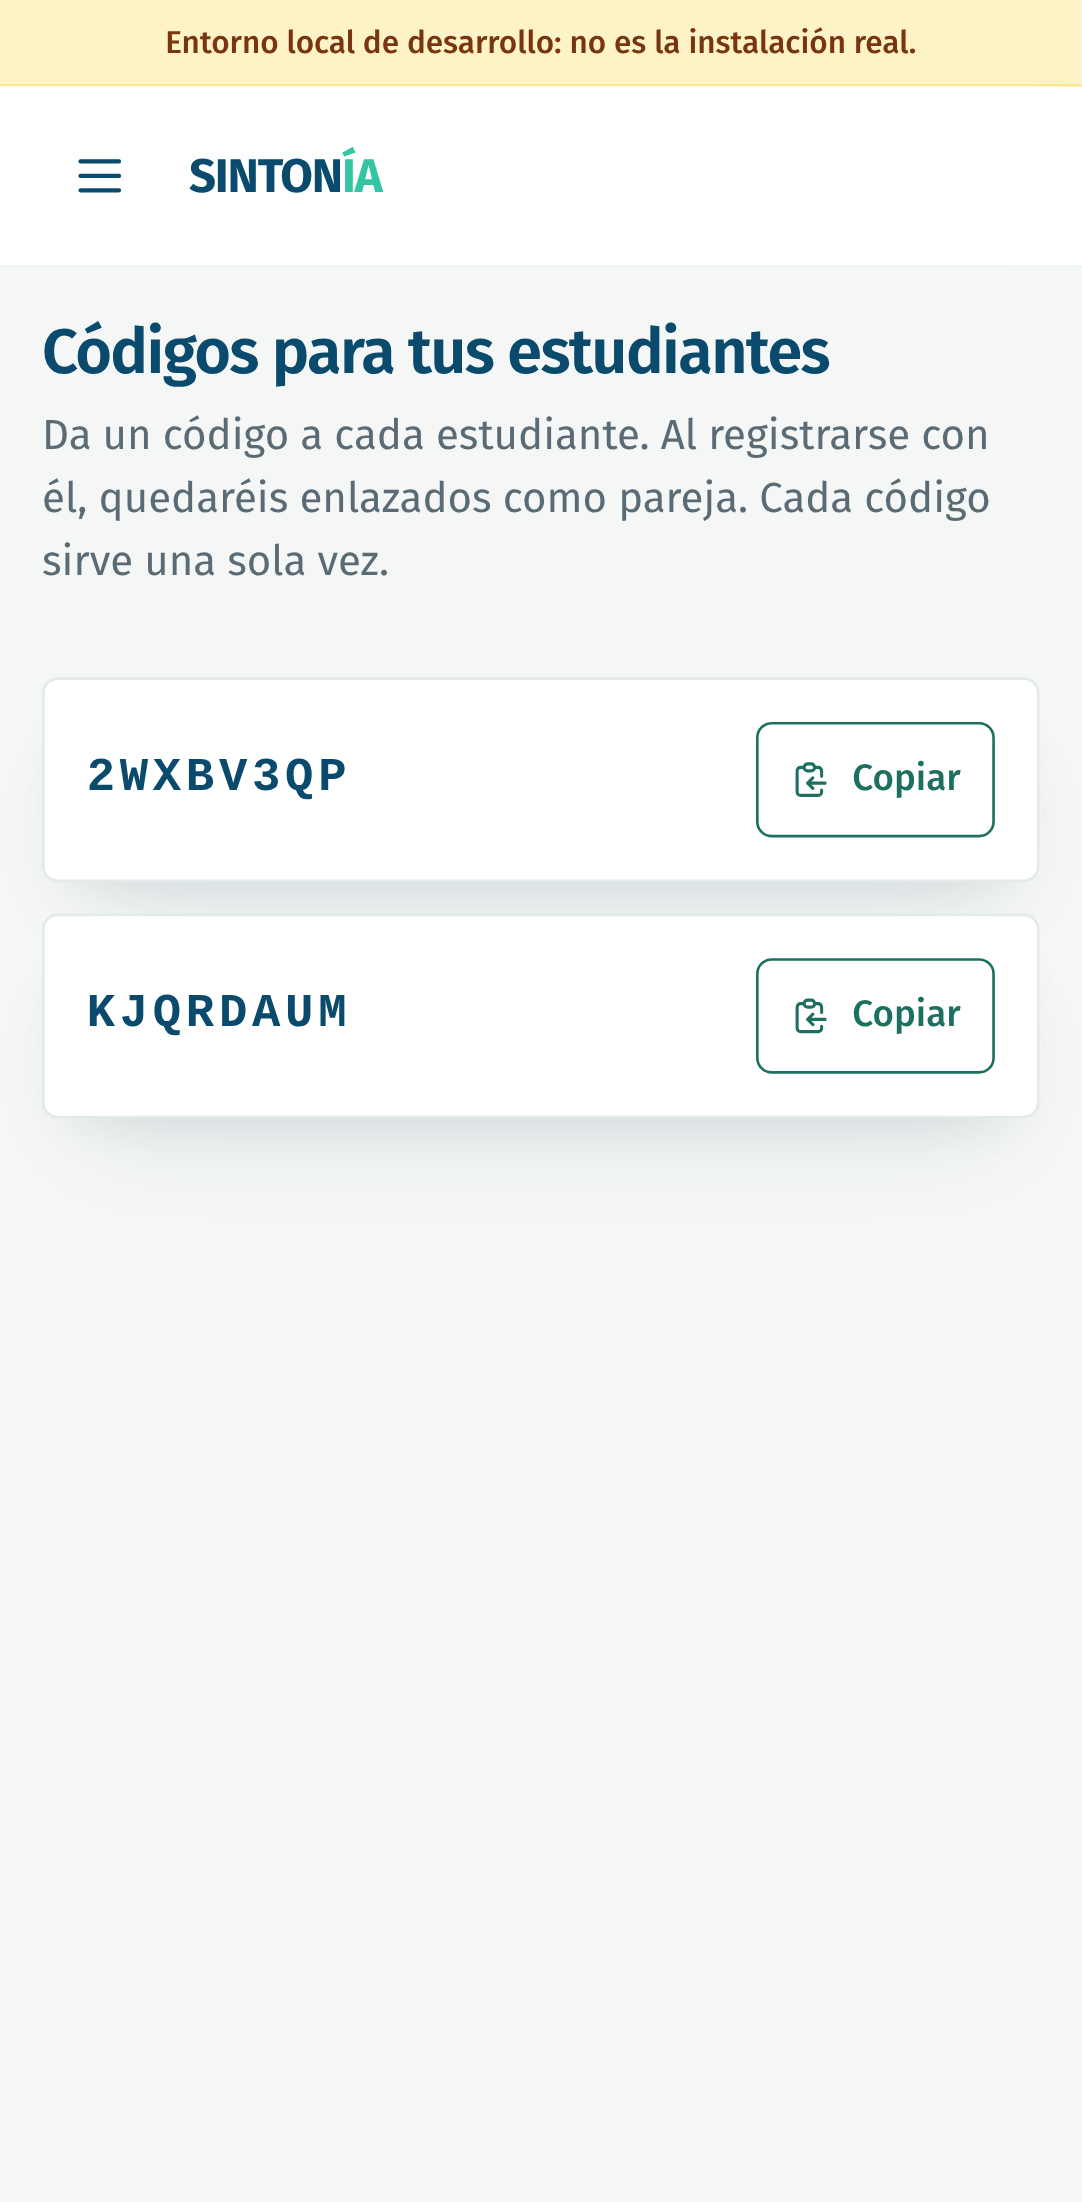 Entorno local de desarrollo: no es la instalación real.
SINTONÍA
Códigos para tus estudiantes
Da un código a cada estudiante. Al registrarse con
él, quedaréis enlazados como pareja. Cada código
sirve una sola vez.
2WXBV3QP
Copiar
KJQRDAUM
Copiar